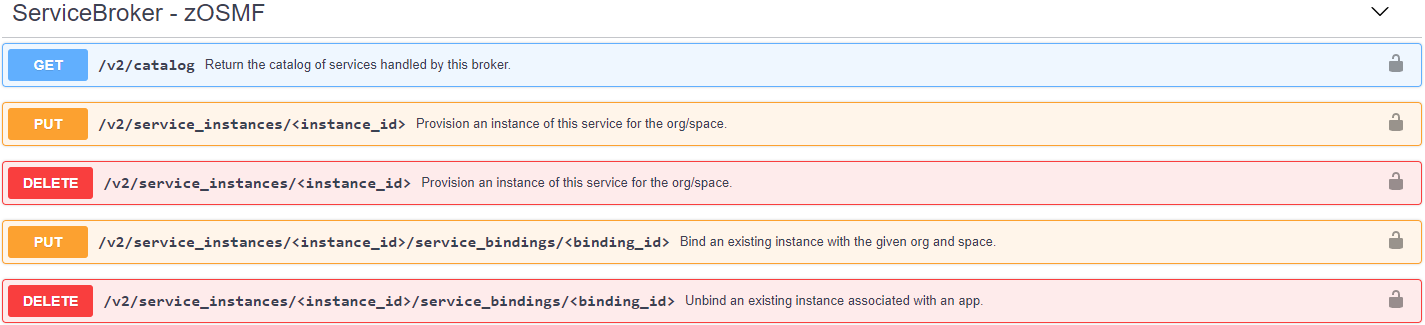 ServiceBroker - zOSMF
GET /v2/catalog Return the catalog of services handled by this broker.
PUT /v2/service_instances/<instance_id> Provision an instance of this service for the org/space.
DELETE /v2/service_instances/<instance_id> Provision an instance of this service for the org/space.
PUT /v2/service_instances/<instance_id>/service_bindings/<binding_id> Bind an existing instance with the given org and space.
DELETE /v2/service_instances/<instance_id>/service_bindings/<binding_id> Unbind an existing instance associated with an app.